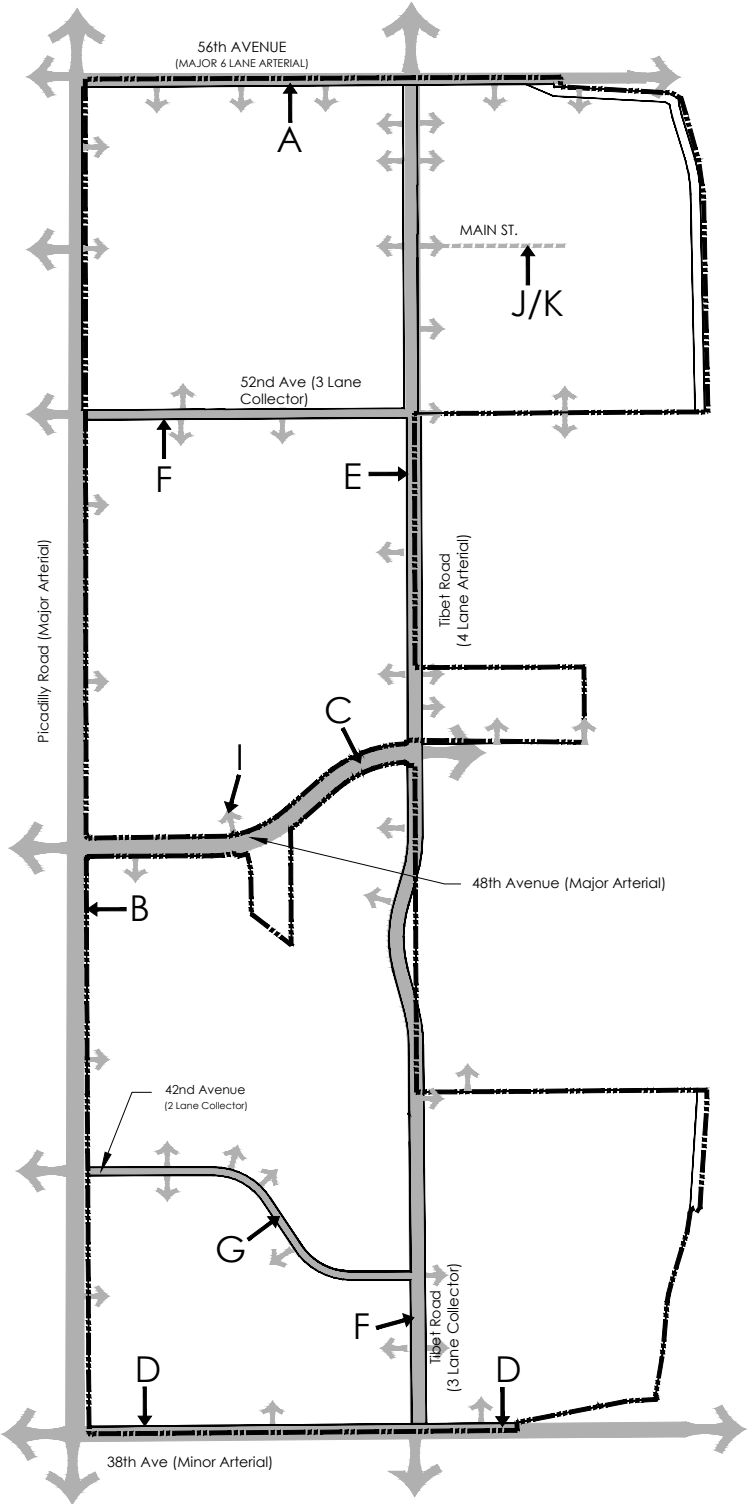 56th AVENUE
(MAJOR 6 LANE ARTERIAL)
A
MAIN ST.
J/K
52nd Ave (3 Lane
Collector)
F
E
Picadilly Road (Major Arterial)
Tibet Road
(4 Lane Arterial)
C
I
48th Avenue (Major Arterial)
B
42nd Avenue
(2 Lane Collector)
G
F
Tibet Road
(3 Lane Collector)
D
D
38th Ave (Minor Arterial)